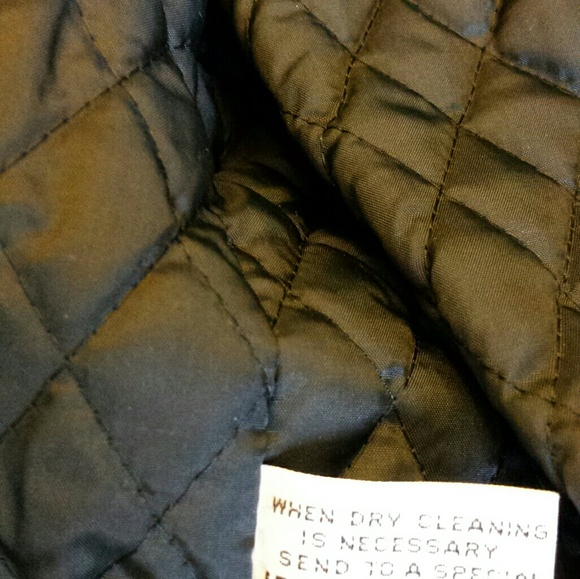 WHEN DRY CLEANING
IS NECESSARY
SEND TO A SPECIAL